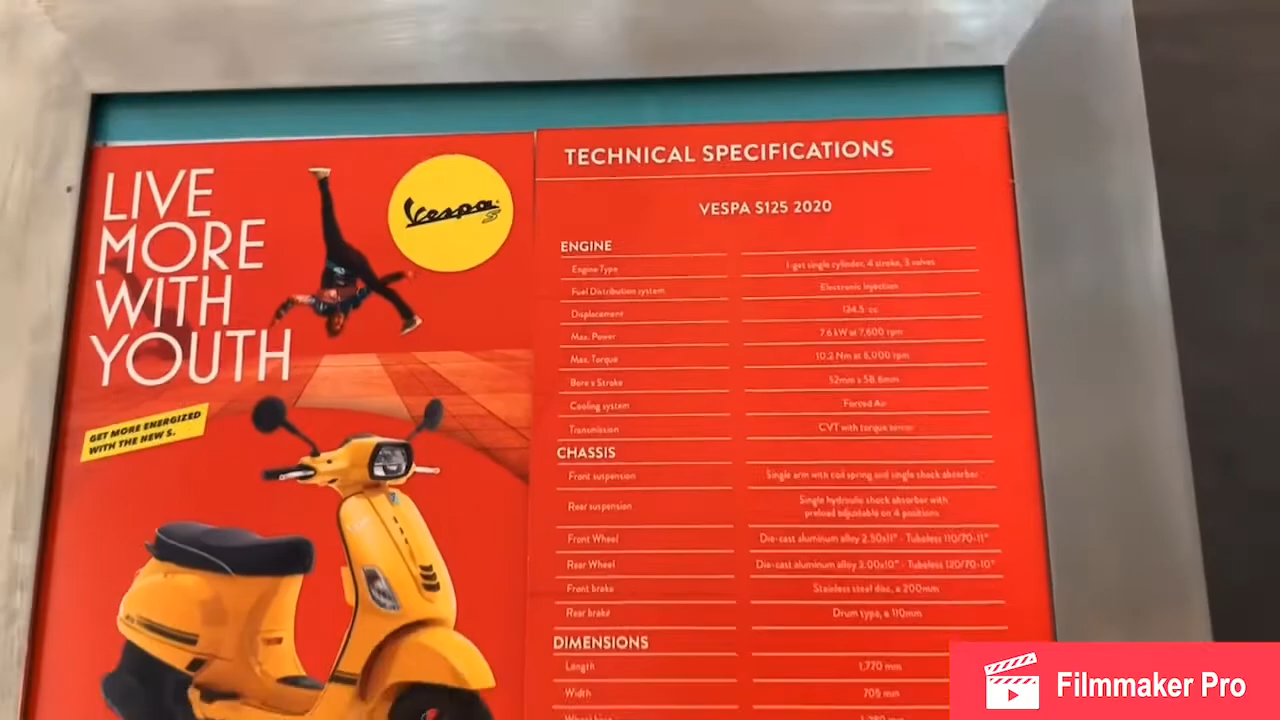 LIVE
MORE
WITH
YOUTH
Vespa S
GET MORE ENERGIZED
WITH THE NEW S.
TECHNICAL SPECIFICATIONS
VESPA S125 2020
ENGINE
Engine Type I-get single cylinder, 4 stroke, 3 valves
Fuel Distribution system Electronic Injection
Displacement 124.5 cc
Max. Power 7.6 kW at 7,600 rpm
Max. Torque 10.2 Nm at 6,000 rpm
Bore x Stroke 52mm x 58.6mm
Cooling system Forced Air
Transmission CVT with torque server
CHASSIS
Front suspension Single arm with coil spring and single shock absorber
Rear suspension Single hydraulic shock absorber with
preload adjustable on 4 positions
Front Wheel Die-cast aluminum alloy 2.50x11" - Tubeless 110/70-11"
Rear Wheel Die-cast aluminum alloy 3.00x10" - Tubeless 120/70-10"
Front brake Stainless steel disc, ø 200mm
Rear brake Drum type, ø 110mm
DIMENSIONS
Length 1,770 mm
Width 705 mm
Filmmaker Pro